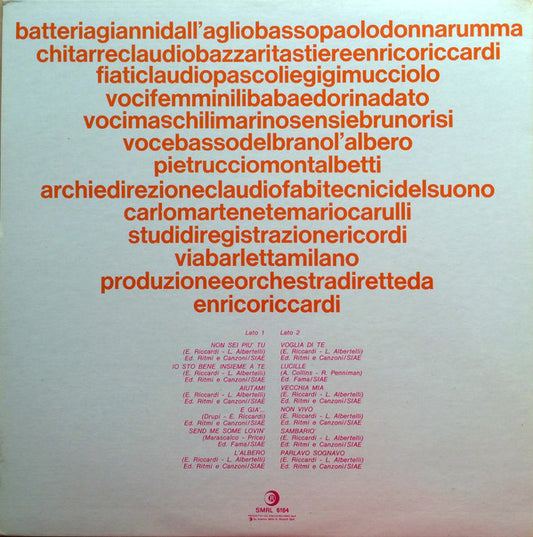 batteriagiannidall'agliobassopaolodonnarumma
chitarreclaudiobazzaritastiereenricoriccardi
fiaticlaudiopascoliegigimucciolo
vocifemminilibabaedorinadato
vocimaschilimarinosensiebrunorisi
vocebassodelbranol'albero
pietrucciomontalbetti
archiedirezioneclaudiofabitecnicidelsuono
carlomartenetemariocarulli
studidiregistrazionericordi
viabarlettamilano
produzioneeorchestradiretteda
enricoriccardi
Lato 1
NON SEI PIU' TU
(E. Riccardi - L. Albertelli)
Ed. Ritmi e Canzoni/SIAE
IO STO BENE INSIEME A TE
(E. Riccardi - L. Albertelli)
Ed. Ritmi e Canzoni/SIAE
AIUTAMI
(E. Riccardi - L. Albertelli)
Ed. Ritmi e Canzoni/SIAE
E GIA'...
(Drupi - E. Riccardi)
Ed. Ritmi e Canzoni/SIAE
SEND ME SOME LOVIN'
(Marascalco - Price)
Ed. Fama/SIAE
L'ALBERO
(E. Riccardi - L. Albertelli)
Ed. Ritmi e Canzoni/SIAE
Lato 2
VOGLIA DI TE
(E. Riccardi - L. Albertelli)
Ed. Ritmi e Canzoni/SIAE
LUCILLE
(A. Collins - R. Penniman)
Ed. Fama/SIAE
VECCHIA MIA
(E. Riccardi - L. Albertelli)
Ed. Ritmi e Canzoni/SIAE
NON VIVO
(E. Riccardi - L. Albertelli)
Ed. Ritmi e Canzoni/SIAE
SAMBARIO'
(E. Riccardi - L. Albertelli)
Ed. Ritmi e Canzoni/SIAE
PARLAVO SOGNAVO
(E. Riccardi - L. Albertelli)
Ed. Ritmi e Canzoni/SIAE
R
SMRL 6184